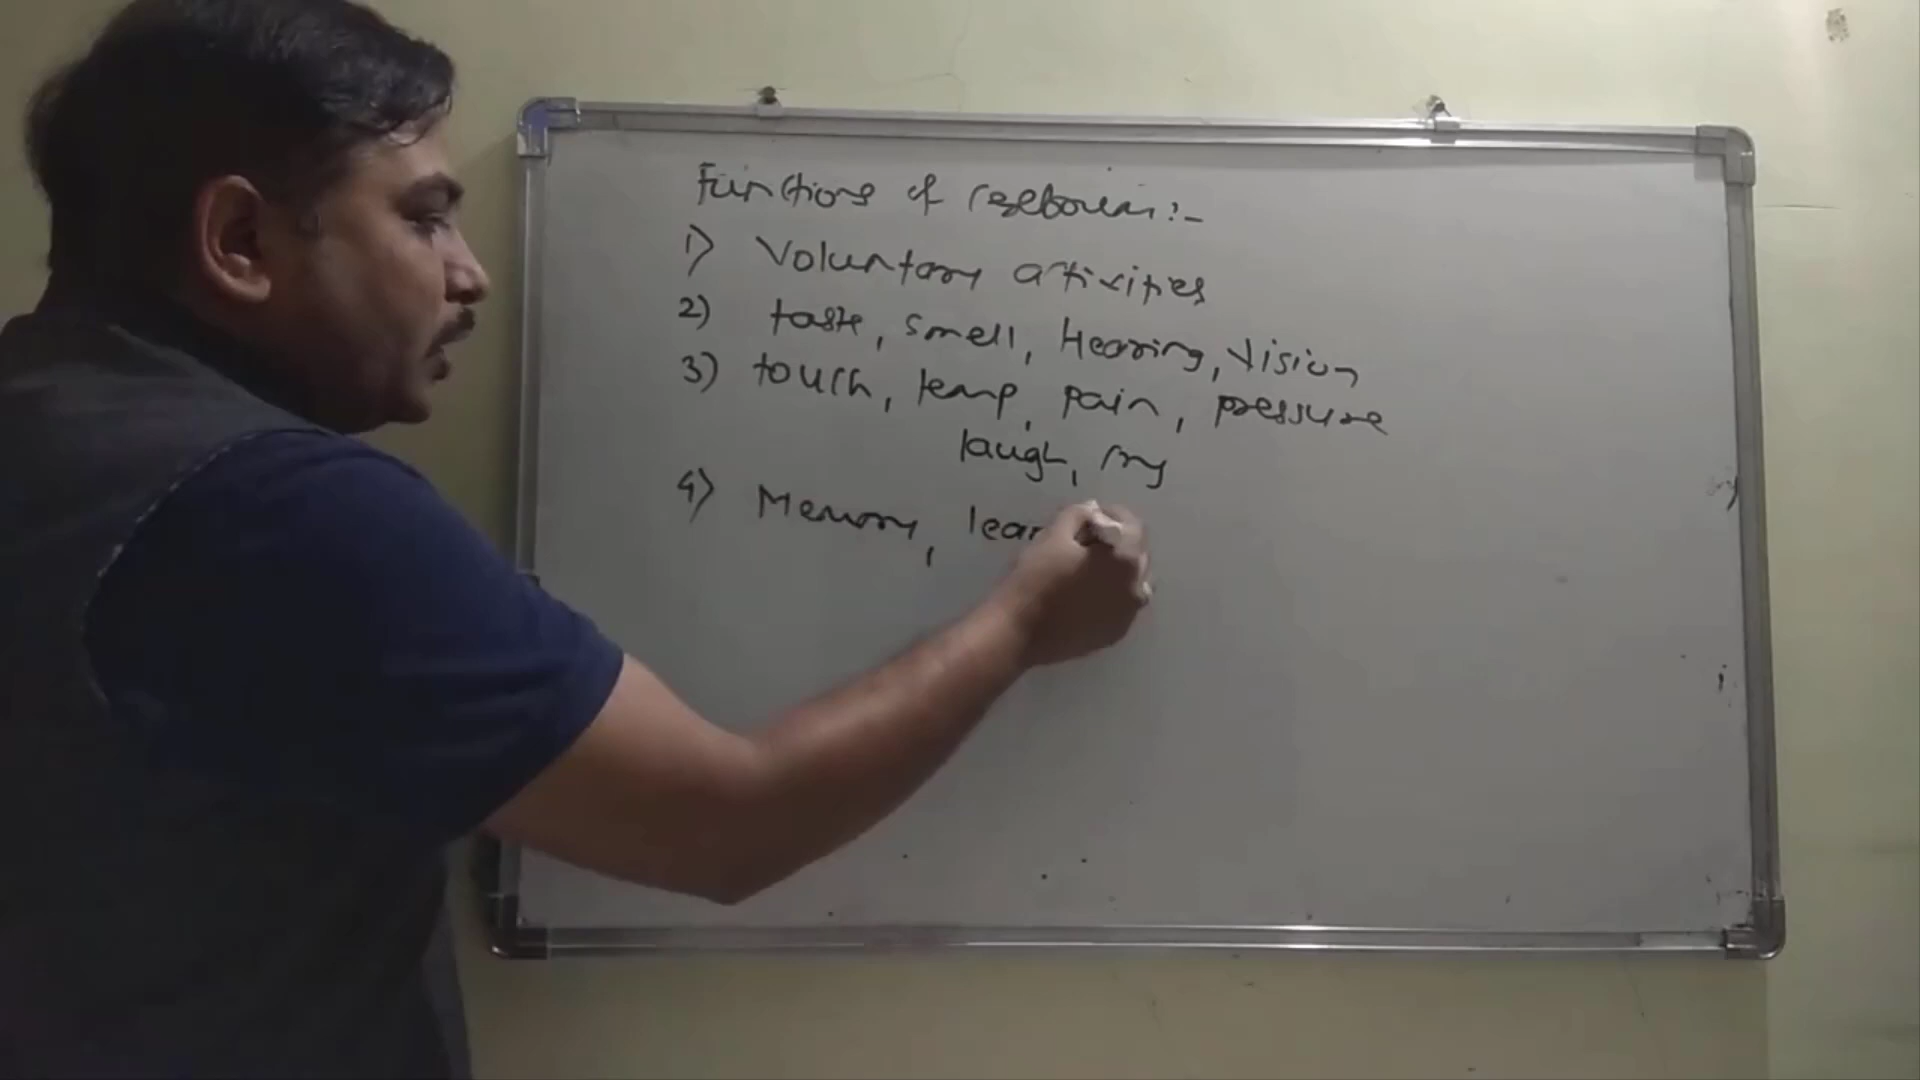 Functions of cerebrum:-
1) Voluntary activities
2) taste, smell, Hearing, Vision
3) touch, temp, pain, pressure
laugh, cry
4) Memory, lear